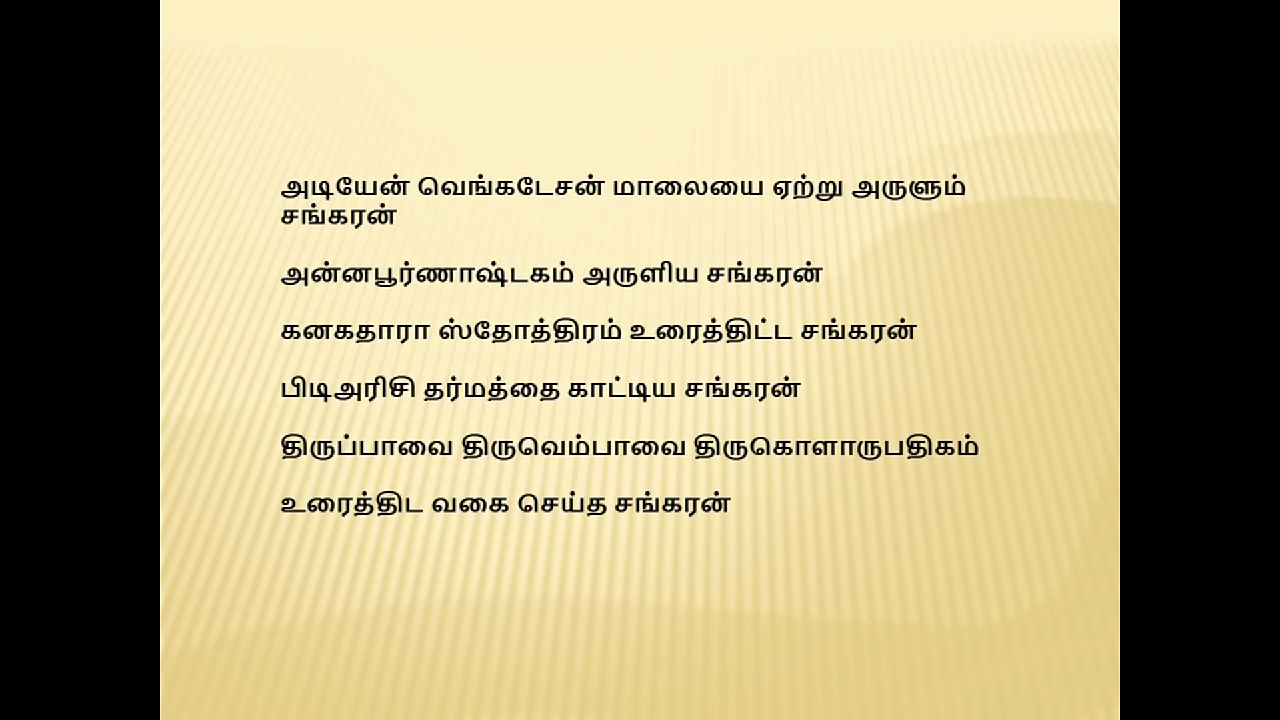 அடியேன் வெங்கடேசன் மாலையை ஏற்று அருளும்
சங்கரன்
அன்னபூர்ணாஷ்டகம் அருளிய சங்கரன்
கனகதாரா ஸ்தோத்திரம் உரைத்திட்ட சங்கரன்
பிடிஅரிசி தர்மத்தை காட்டிய சங்கரன்
திருப்பாவை திருவெம்பாவை திருகொளாருபதிகம்
உரைத்திட வகை செய்த சங்கரன்